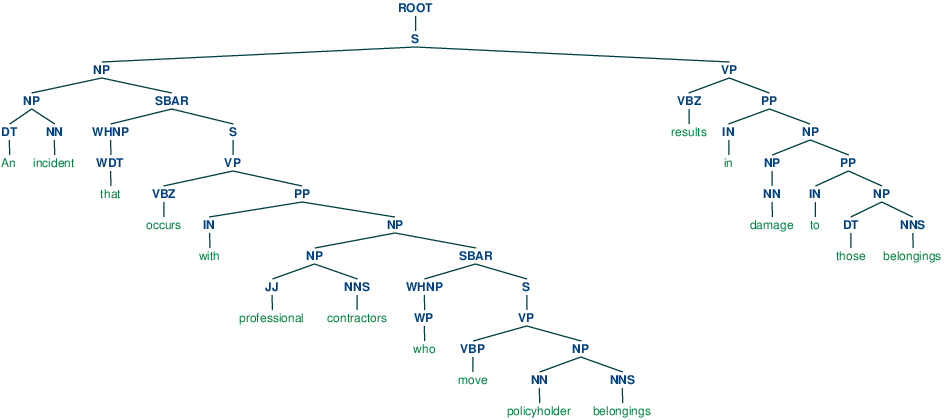 ROOT
S
NP VP
NP SBAR VBZ PP
DT NN WHNP S results IN NP
An incident WDT VP in NP PP
that VBZ PP NN IN NP
occurs IN NP damage to DT NNS
with NP SBAR those belongings
JJ NNS WHNP S
professional contractors WP VP
who VBP NP
move NN NNS
policyholder belongings